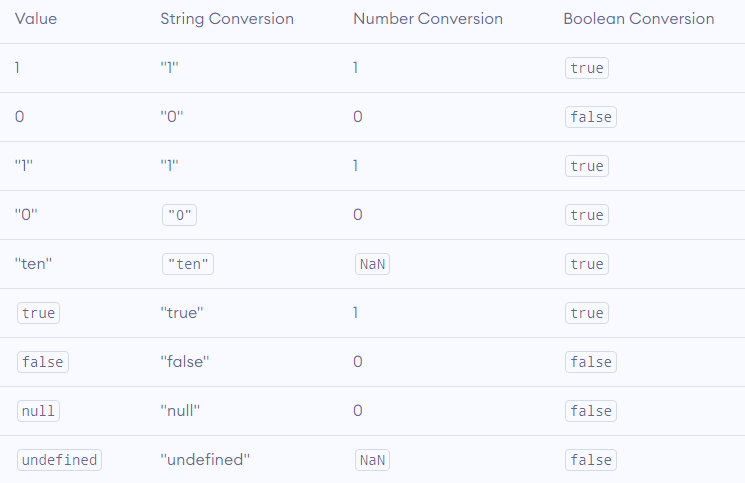 Value String Conversion Number Conversion Boolean Conversion
1 "1" 1 true
0 "0" 0 false
"1" "1" 1 true
"0" "0" 0 true
"ten" "ten" NaN true
true "true" 1 true
false "false" 0 false
null "null" 0 false
undefined "undefined" NaN false